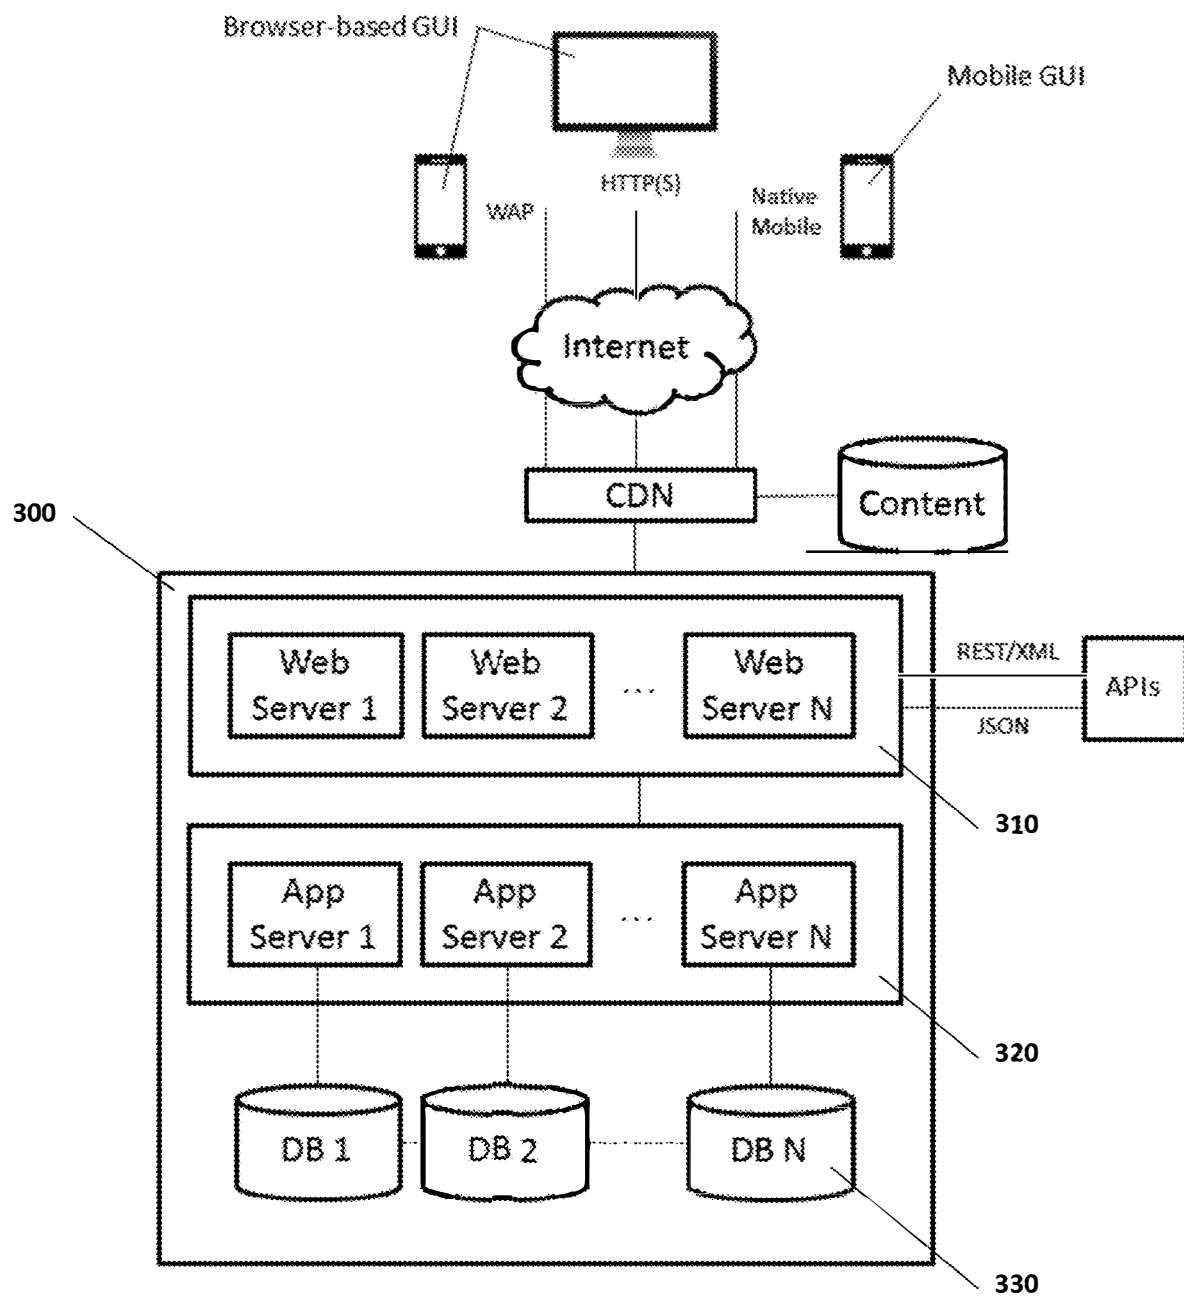 Browser-based GUI
Mobile GUI
HTTP(S)
WAP
Native
Mobile
Internet
CDN
Content
300
Web
Server 1
Web
Server 2
...
Web
Server N
REST/XML
APIs
JSON
310
App
Server 1
App
Server 2
...
App
Server N
320
DB 1
DB 2
DB N
330